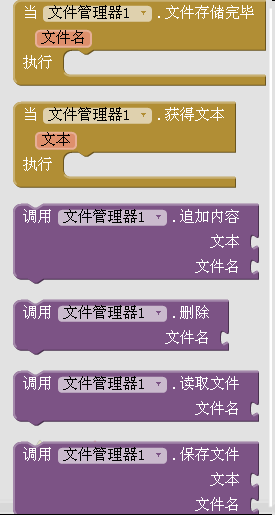 当 文件管理器1 .文件存储完毕
文件名
执行
当 文件管理器1 .获得文本
文本
执行
调用 文件管理器1 .追加内容
文本
文件名
调用 文件管理器1 .删除
文件名
调用 文件管理器1 .读取文件
文件名
调用 文件管理器1 .保存文件
文本
文件名